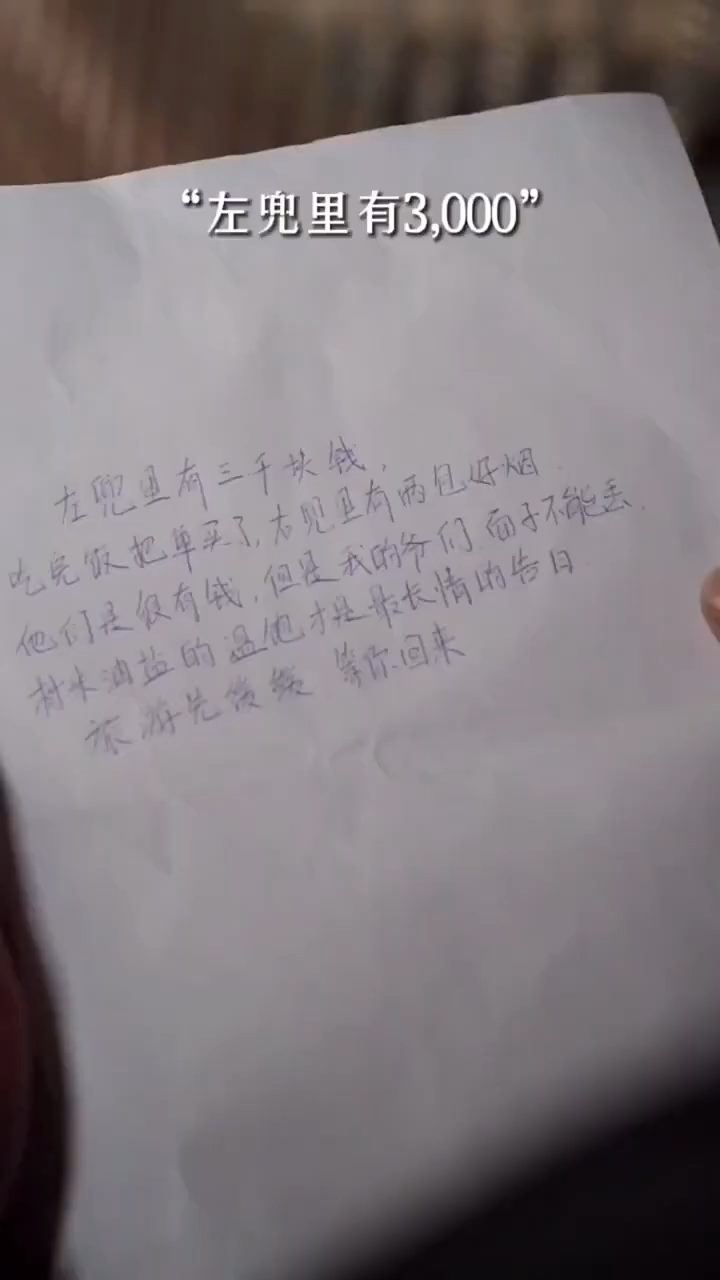 “左兜里有3,000”
左兜里有三千块钱,
吃完饭把单买了,右兜里有两包好烟.
他们是很有钱,但是我的爷们 面子不能丢.
材米油盐的温他才是最长情的告日.
旅游先缓缓 等你回来